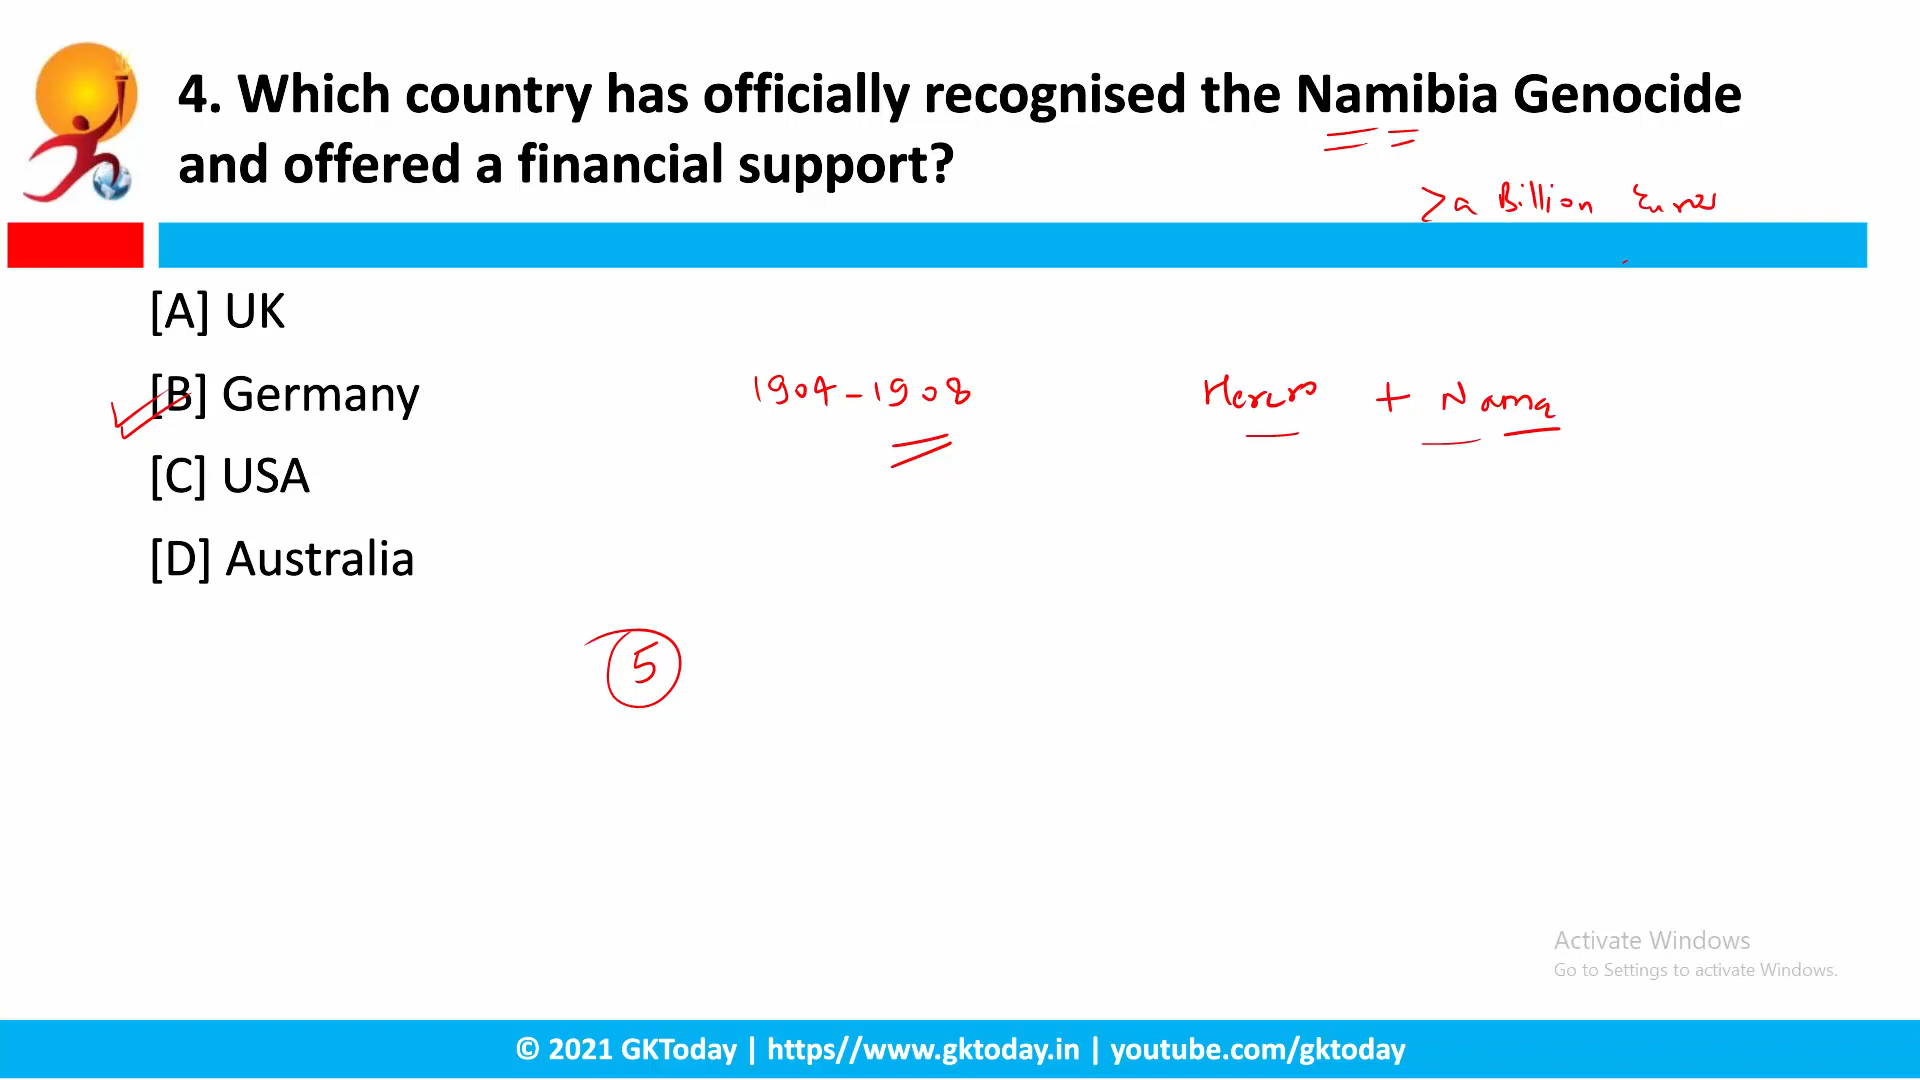 4. Which country has officially recognised the Namibia Genocide
and offered a financial support?
>a Billion Euros
[A] UK
[B] Germany
1904-1908
Herero + Nama
[C] USA
[D] Australia
5
Activate Windows
Go to Settings to activate Windows.
© 2021 GKToday | https//www.gktoday.in | youtube.com/gktoday